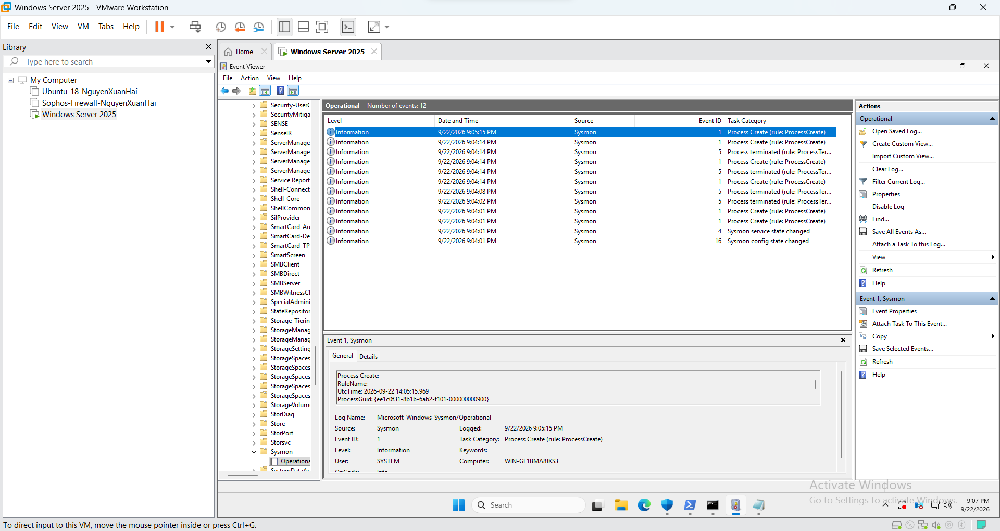 Windows Server 2025 - VMware Workstation
File Edit View VM Tabs Help
Library
Type here to search
My Computer
Ubuntu-18-NguyenXuanHai
Sophos-Firewall-NguyenXuanHai
Windows Server 2025
Home
Windows Server 2025
Event Viewer
File Action View Help
Security-UserC
SecurityMitiga
SENSE
SenseIR
ServerManage
ServerManage
ServerManage
ServerManage
Service Report
Shell-Connect
Shell-Core
ShellCommon
SilProvider
SmartCard-Au
SmartCard-De
SmartCard-TP
SmartScreen
SMBClient
SMBDirect
SMBServer
SMBWitnessCl
SpecialAdmini
StateRepositor
Storage-Tierin
StorageManag
StorageManag
StorageSetting
StorageSpaces
StorageSpaces
StorageSpaces
StorageSpaces
StorageSpaces
StorageVolume
StorDiag
Store
StorPort
Storsvc
Sysmon
Operationa
SystemDataAr
Operational Number of events: 12
Level Date and Time Source Event ID Task Category
Information 9/22/2026 9:05:15 PM Sysmon 1 Process Create (rule: ProcessCreate)
Information 9/22/2026 9:04:14 PM Sysmon 1 Process Create (rule: ProcessCreate)
Information 9/22/2026 9:04:14 PM Sysmon 5 Process terminated (rule: ProcessTer...
Information 9/22/2026 9:04:14 PM Sysmon 1 Process Create (rule: ProcessCreate)
Information 9/22/2026 9:04:14 PM Sysmon 5 Process terminated (rule: ProcessTer...
Information 9/22/2026 9:04:14 PM Sysmon 1 Process Create (rule: ProcessCreate)
Information 9/22/2026 9:04:08 PM Sysmon 5 Process terminated (rule: ProcessTer...
Information 9/22/2026 9:04:02 PM Sysmon 5 Process terminated (rule: ProcessTer...
Information 9/22/2026 9:04:01 PM Sysmon 1 Process Create (rule: ProcessCreate)
Information 9/22/2026 9:04:01 PM Sysmon 1 Process Create (rule: ProcessCreate)
Information 9/22/2026 9:04:01 PM Sysmon 4 Sysmon service state changed
Information 9/22/2026 9:04:01 PM Sysmon 16 Sysmon config state changed
Event 1, Sysmon
General Details
Process Create:
RuleName: -
UtcTime: 2026-09-22 14:05:15.969
ProcessGuid: {ee1c0f31-8b1b-6ab2-f101-000000000900}
Log Name: Microsoft-Windows-Sysmon/Operational
Source: Sysmon Logged: 9/22/2026 9:05:15 PM
Event ID: 1 Task Category: Process Create (rule: ProcessCreate)
Level: Information Keywords:
User: SYSTEM Computer: WIN-GE1BMA8JKS3
OpCode: Info
Actions
Operational
Open Saved Log...
Create Custom View...
Import Custom View...
Clear Log...
Filter Current Log...
Properties
Disable Log
Find...
Save All Events As...
Attach a Task To this Log...
View
Refresh
Help
Event 1, Sysmon
Event Properties
Attach Task To This Event...
Copy
Save Selected Events...
Refresh
Help
Activate Windows
Go to Settings to activate Windows.
Search
9:07 PM
9/22/2026
To direct input to this VM, move the mouse pointer inside or press Ctrl+G.